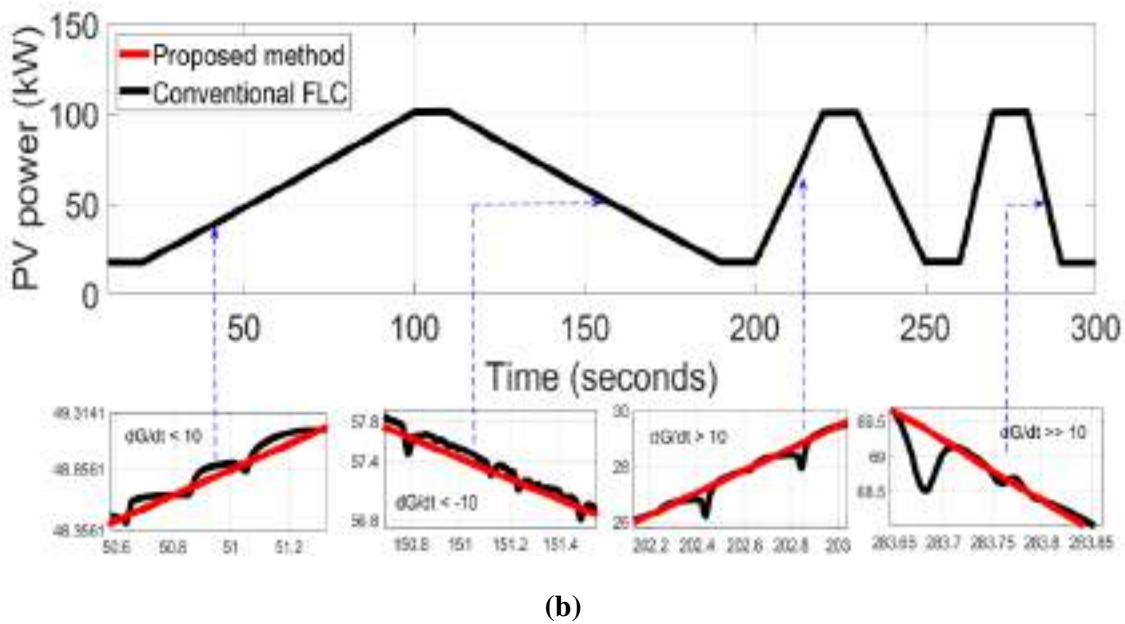 150
100
50
0
PV power (kW)
Proposed method
Conventional FLC
50 100 150 200 250 300
Time (seconds)
49.3141
48.8561
48.3561
dG/dt < 10
50.6 50.8 51 51.2
57.8
57.4
56.8
dG/dt < -10
150.8 151 151.2 151.4
30
28
26
dG/dt > 10
202.2 202.4 202.6 202.8 203
69.5
69
68.5
dG/dt >> 10
283.65 283.7 283.75 283.8 283.85
(b)